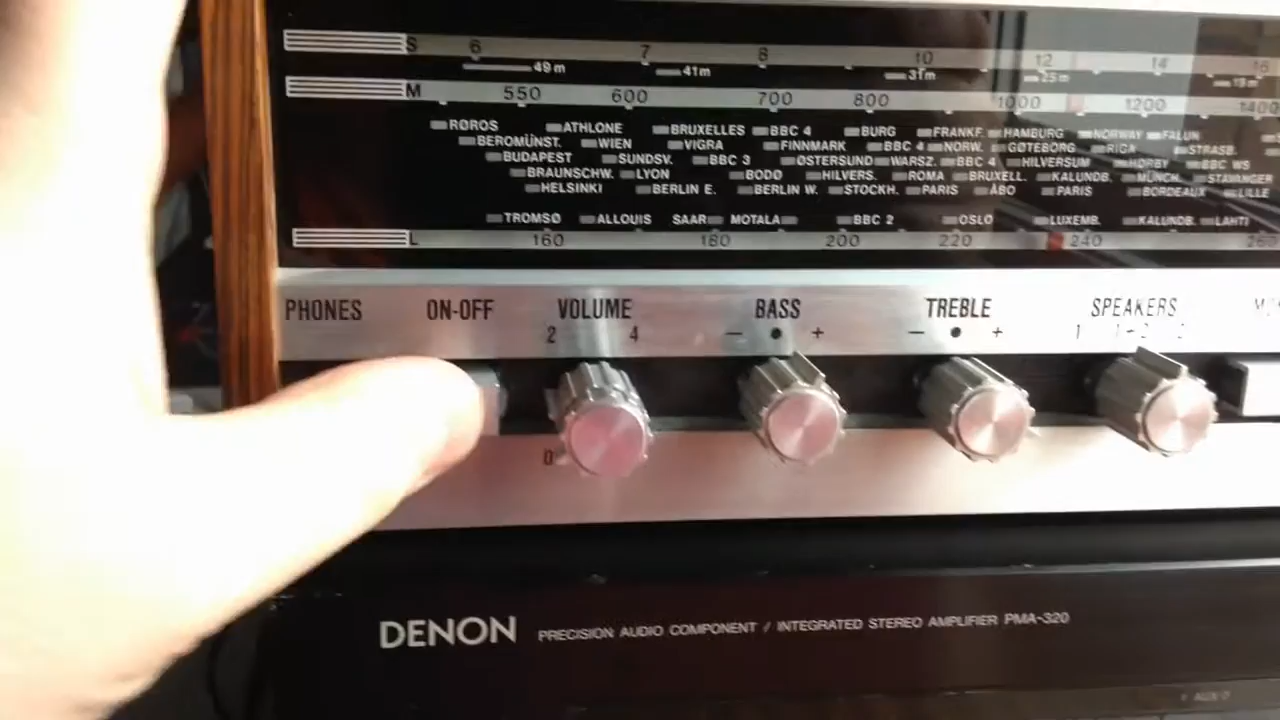 S 6 7 8 10 12 14 16
49m 41m 31m 25m 19m
M 550 600 700 800 1000 1200 1400
RØROS ATHLONE BRUXELLES BBC 4 BURG FRANKF. HAMBURG NORWAY FALUN
BEROMÜNST. WIEN VIGRA FINNMARK BBC 4 NORW. GØTEBORG RIGA STRASB.
BUDAPEST SUNDSV. BBC 3 ØSTERSUND WARSZ. BBC 4 HILVERSUM HØRBY BBC WS
BRAUNSCHW. LYON BODØ HILVERS. ROMA BRUXELL. KALUNDB. MÜNCH. STAVANGER
HELSINKI BERLIN E. BERLIN W. STOCKH. PARIS ÅBO PARIS BORDEAUX LILLE
TROMSØ ALLOUIS SAAR MOTALA BBC 2 OSLO LUXEMB. KALUNDB. LAHTI
L 160 180 200 220 240 260
PHONES ON-OFF VOLUME BASS TREBLE SPEAKERS
2 4 – • + – • + 1 1-2 2
0
DENON PRECISION AUDIO COMPONENT / INTEGRATED STEREO AMPLIFIER PMA-320